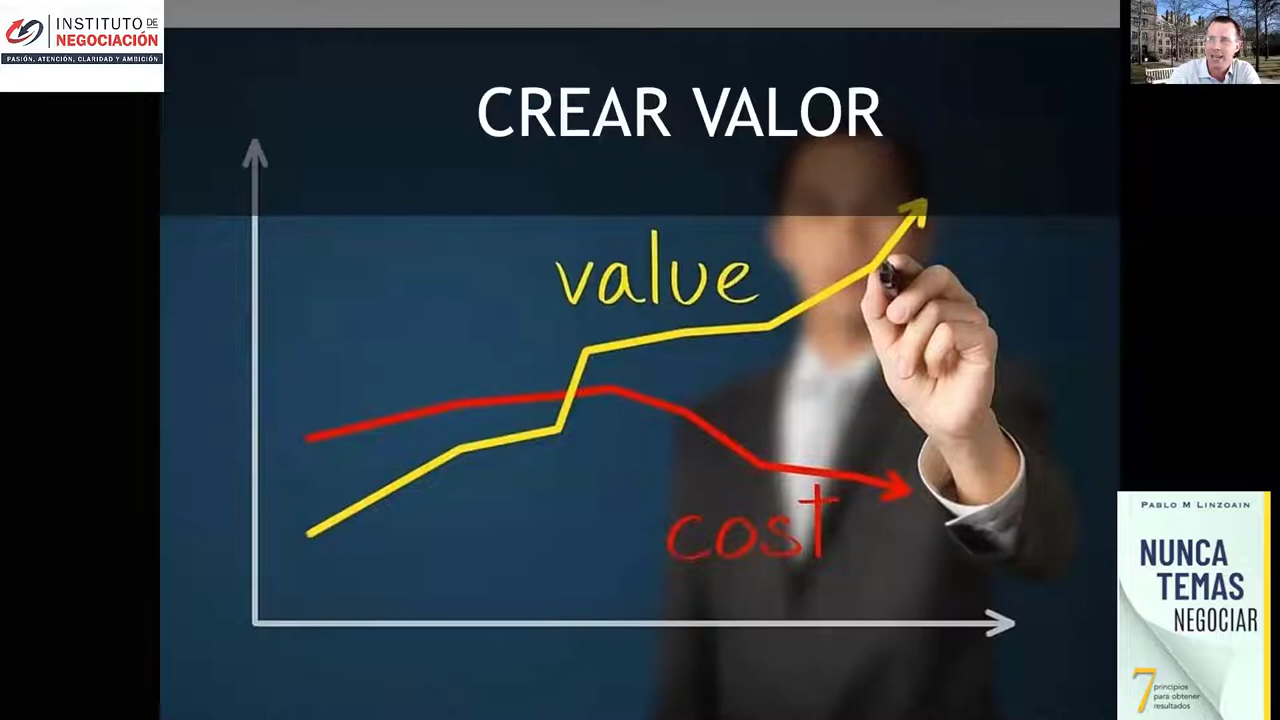 INSTITUTO DE
NEGOCIACIÓN
PASIÓN, ATENCIÓN, CLARIDAD Y AMBICIÓN
CREAR VALOR
value
cost
PABLO M LINZOAIN
NUNCA
TEMAS
NEGOCIAR
7 principios
para obtener
resultados